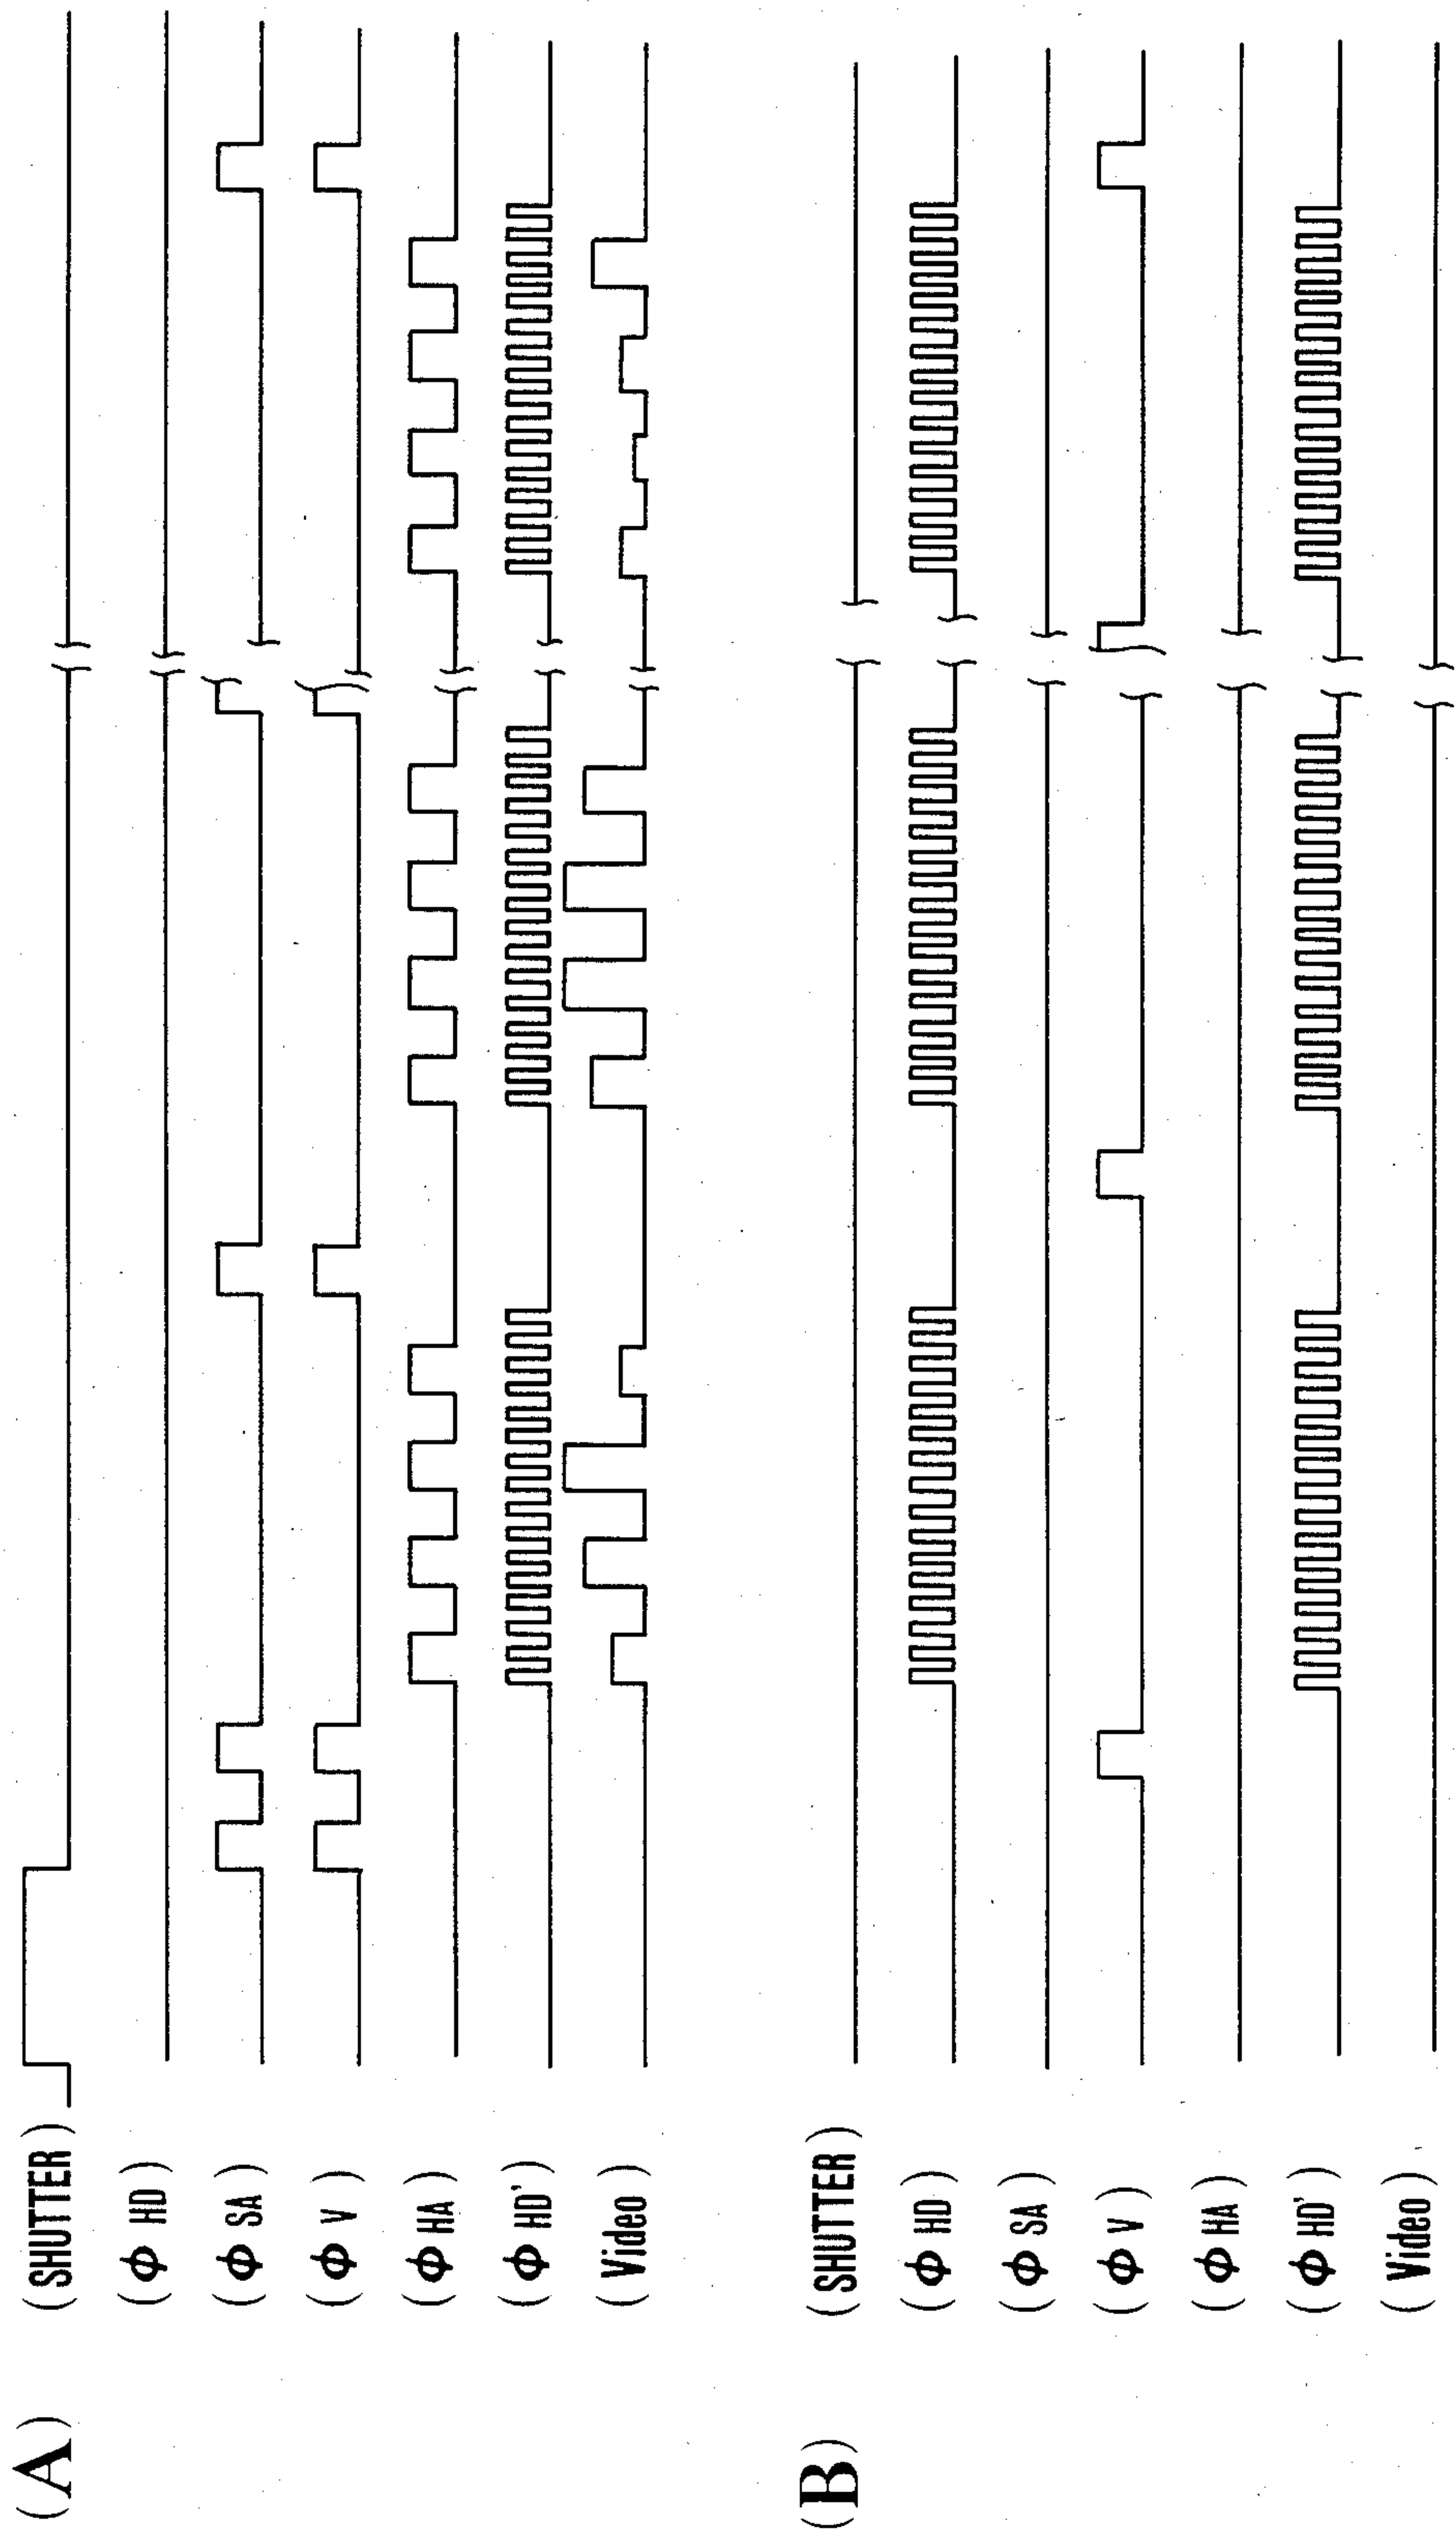 (A)
(SHUTTER)
(Φ HD)
(Φ SA)
(Φ V)
(Φ HA)
(Φ HD')
(Video)
(B)
(SHUTTER)
(Φ HD)
(Φ SA)
(Φ V)
(Φ HA)
(Φ HD')
(Video)